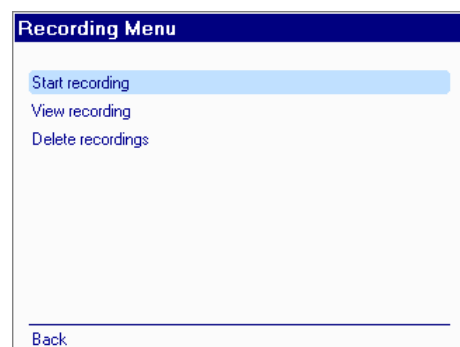 Recording Menu
Start recording
View recording
Delete recordings
Back